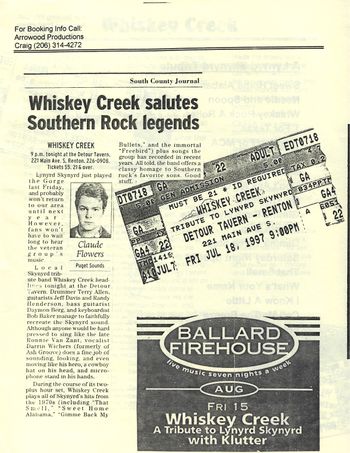 For Booking Info Call:
Arrowood Productions
Craig (206) 314-4272
South County Journal
Whiskey Creek salutes
Southern Rock legends
WHISKEY CREEK
9 p.m. tonight at the Detour Tavern,
221 Main Ave. S, Renton, 226-0906.
Tickets $5. 21 & over.
Lynyrd Skynyrd just played
the Gorge
last Friday,
and probably
won't return
to our area
until next
year.
However,
fans won't
have to wait
long to hear
the veteran
group's
music.
Local
Skynyrd tribute
band Whiskey Creek headlines
tonight at the Detour
Tavern. Drummer Terry Allen,
guitarists Jeff Davis and Randy
Henderson, bass guitarist
Daymon Berg, and keyboardist
Bob Baker manage to faithfully
recreate the Skynyrd sound.
Although anyone would be hard
pressed to sing like the late
Ronnie Van Zant, vocalist
Darrin Wichers (formerly of
Ash Groove) does a fine job of
sounding, looking, and even
moving like his hero, a cowboy
hat on his head, and microphone
stand in his hands.
During the course of its two-
plus hour set, Whiskey Creek
plays all of Skynyrd's hits from
the 1970s (including "That
Smell," "Sweet Home
Alabama," "Gimme Back My
Claude
Flowers
Puget Sounds
Bullets," and the immortal
"Freebird") plus songs the
group has recorded in recent
years. All told, the band offers a
classy homage to Southern
rock's favorite sons. Good
stuff.
GA 22 ADULT EDT0718
EDT0718 GENERAL ADMISSION
MUST BE 21 + ID REQUIRED
WHISKEY CREEK
TRIBUTE TO LYNYRD SKYNYRD
DETOUR TAVERN - RENTON
221 MAIN AVE S.
FRI JUL 18, 1997 9:00PM
BALLARD
FIREHOUSE
live music seven nights a week
AUG
FRI 15
Whiskey Creek
A Tribute to Lynyrd Skynyrd
with Klutter